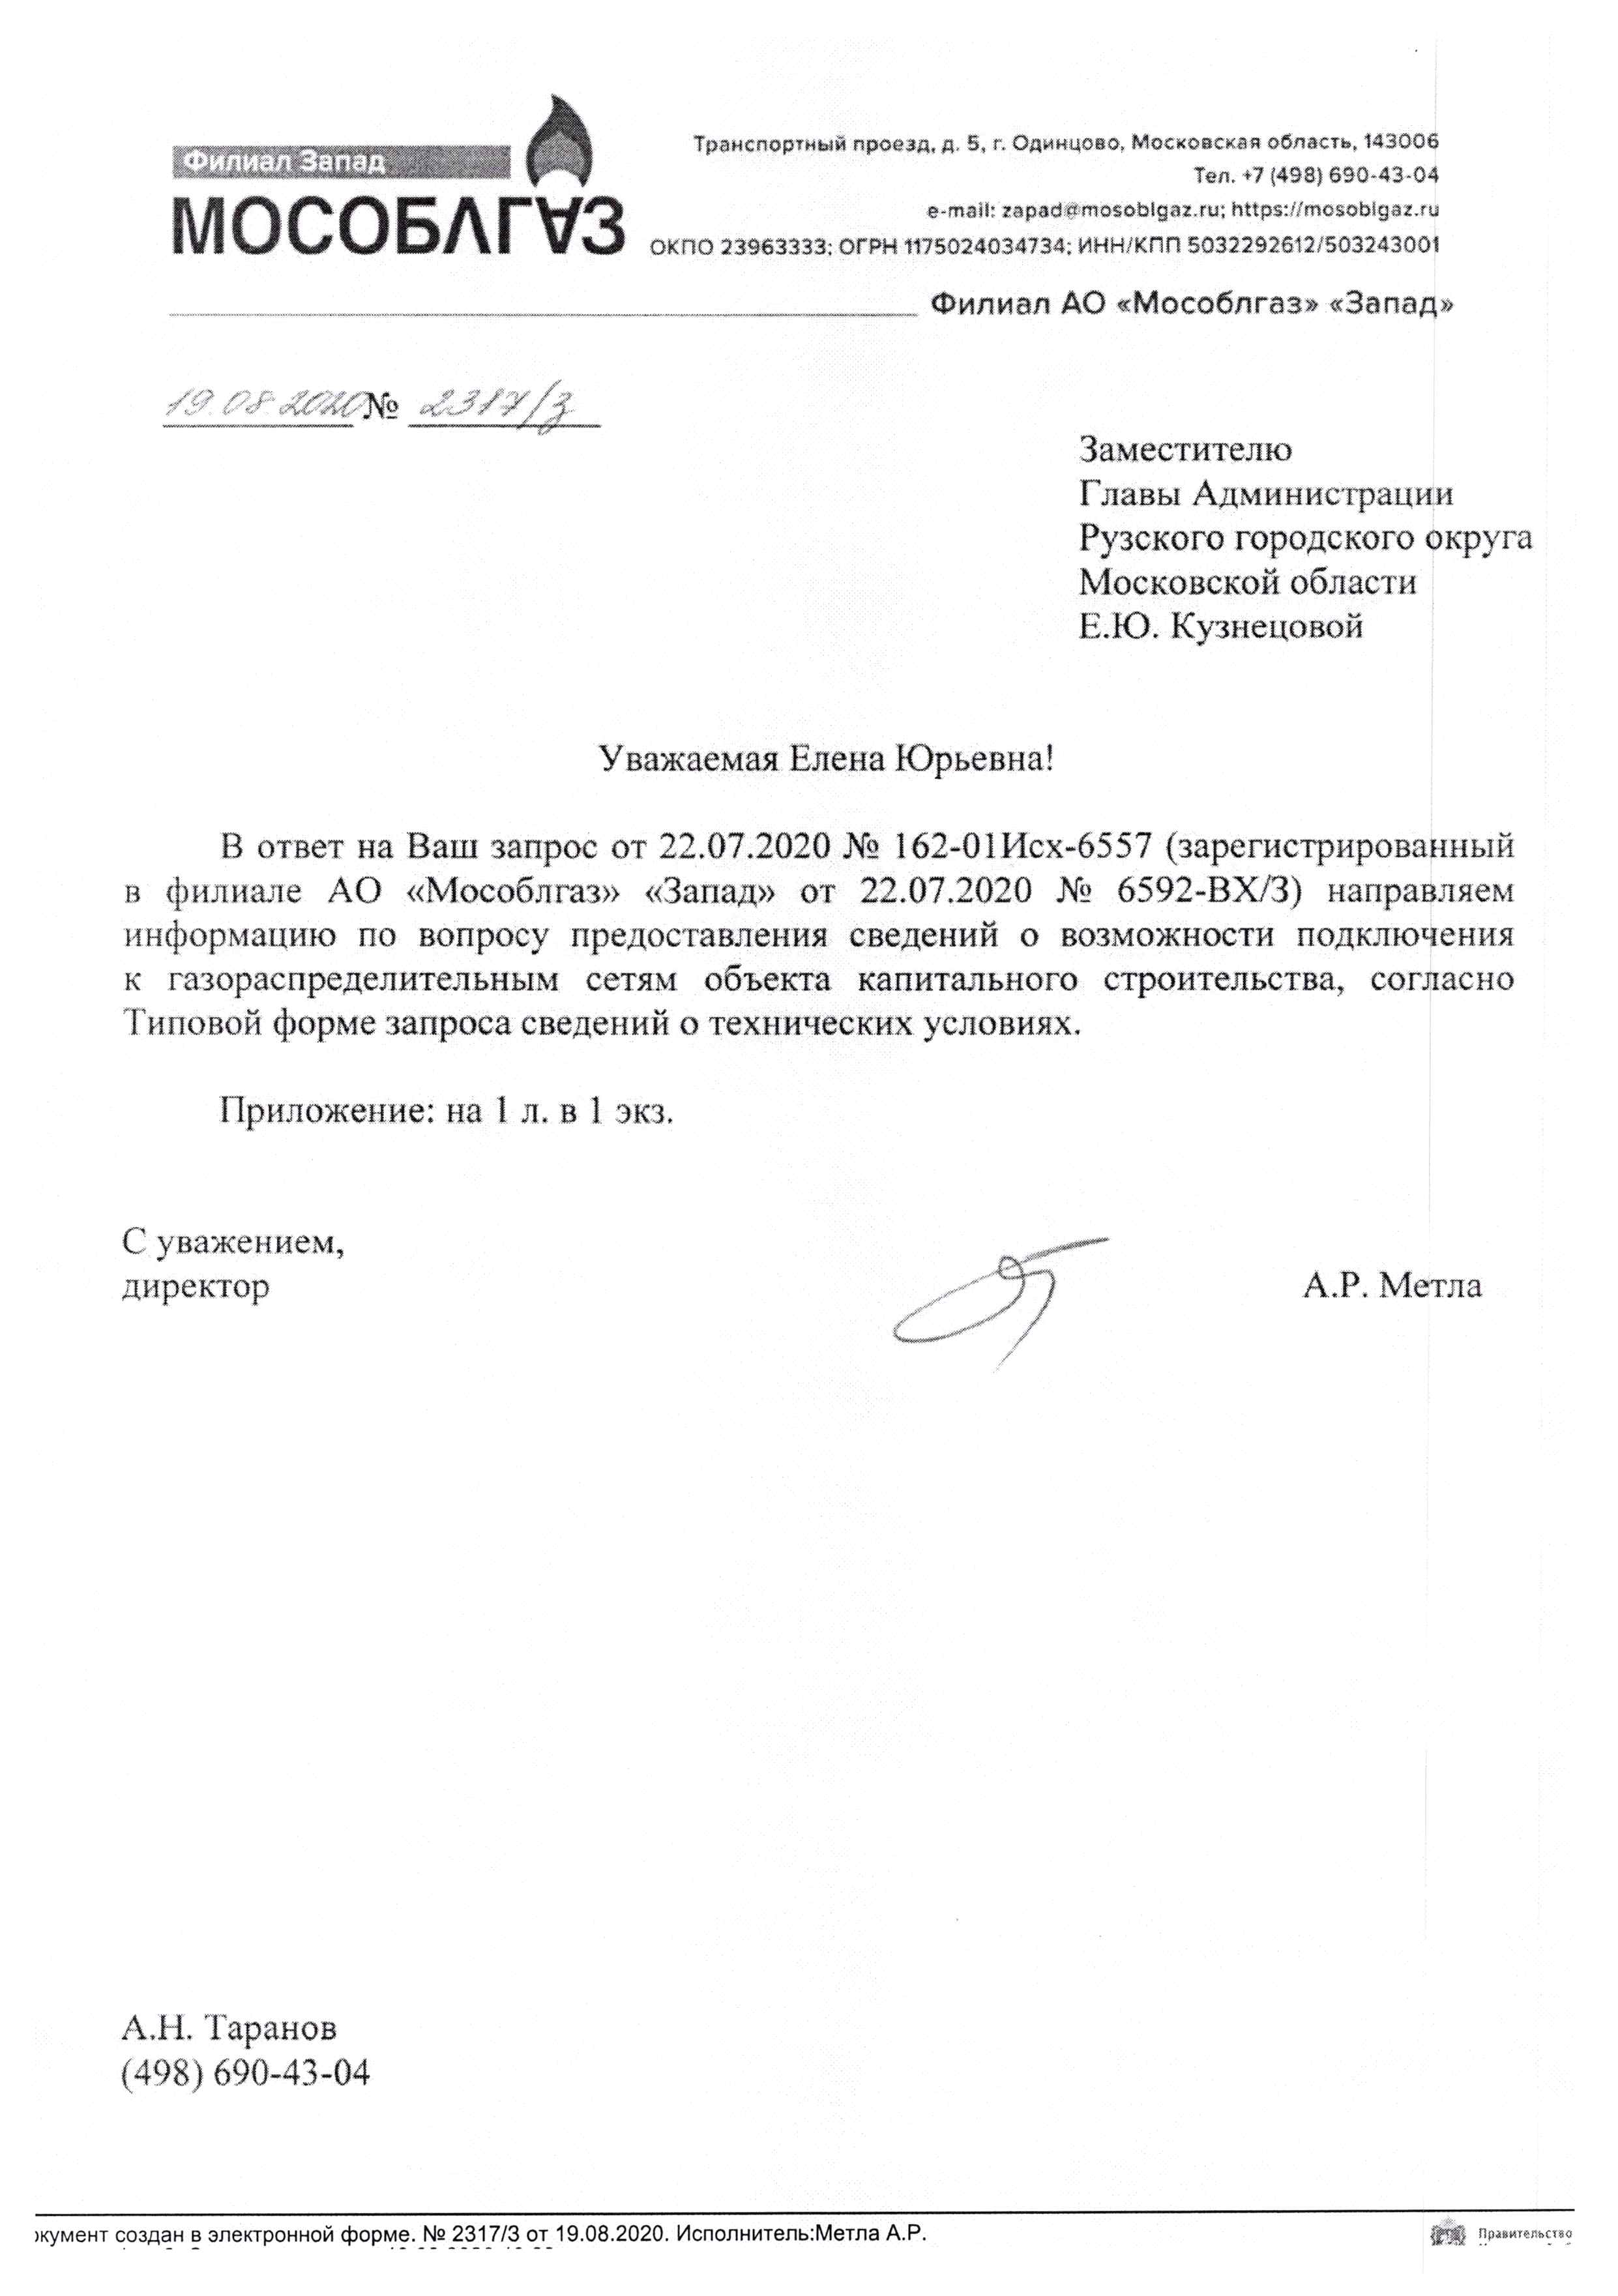 Филиал Запад
МОСОБЛГАЗ
Транспортный проезд, д. 5, г. Одинцово, Московская область, 143006
Тел. +7 (498) 690-43-04
e-mail: zapad@mosoblgaz.ru; https://mosoblgaz.ru
ОКПО 23963333; ОГРН 1175024034734; ИНН/КПП 5032292612/503243001
Филиал АО «Мособлгаз» «Запад»
19.08.2020 № 2317/З
Заместителю
Главы Администрации
Рузского городского округа
Московской области
Е.Ю. Кузнецовой
Уважаемая Елена Юрьевна!
В ответ на Ваш запрос от 22.07.2020 № 162-01Исх-6557 (зарегистрированный
в филиале АО «Мособлгаз» «Запад» от 22.07.2020 № 6592-ВХ/З) направляем
информацию по вопросу предоставления сведений о возможности подключения
к газораспределительным сетям объекта капитального строительства, согласно
Типовой форме запроса сведений о технических условиях.
Приложение: на 1 л. в 1 экз.
С уважением,
директор
А.Р. Метла
А.Н. Таранов
(498) 690-43-04
окумент создан в электронной форме. № 2317/З от 19.08.2020. Исполнитель:Метла А.Р.
Правительство